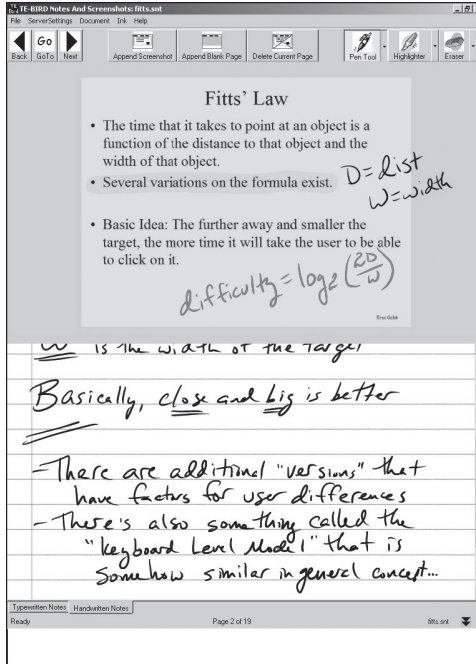 TE-BIRD Notes And Screenshots: fitts.snt
File ServerSettings Document Ink Help
Back Go GoTo Next Append Screenshot Append Blank Page Delete Current Page Pen Tool Highlighter Eraser
Fitts' Law
• The time that it takes to point at an object is a
function of the distance to that object and the
width of that object.
• Several variations on the formula exist.
D=dist
W=width
• Basic Idea: The further away and smaller the
target, the more time it will take the user to be able
to click on it.
difficulty = log2 (2D/W)
Evan Golub
W is the width of the target
Basically, close and big is better
- There are additional "versions" that
have factors for user differences
- There's also something called the
"Keyboard Level Model" that is
somehow similar in general concept...
Typewritten Notes Handwritten Notes
Ready Page 2 of 19 fitts.snt